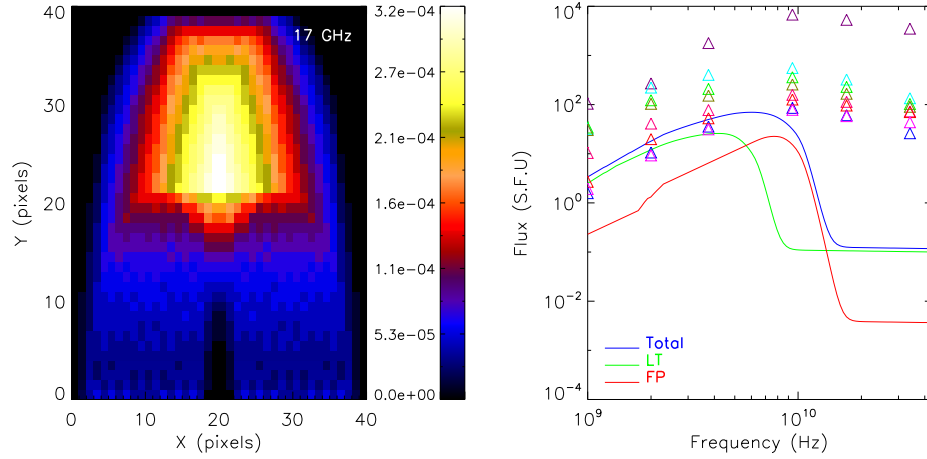 17 GHz
Y (pixels)
40
30
20
10
0
0
10
20
30
40
X (pixels)
3.2e-04
2.7e-04
2.1e-04
1.6e-04
1.1e-04
5.3e-05
0.0e+00
Flux (S.F.U)
10^4
10^2
10^0
10^-2
10^-4
Total
LT
FP
10^9
10^10
Frequency (Hz)